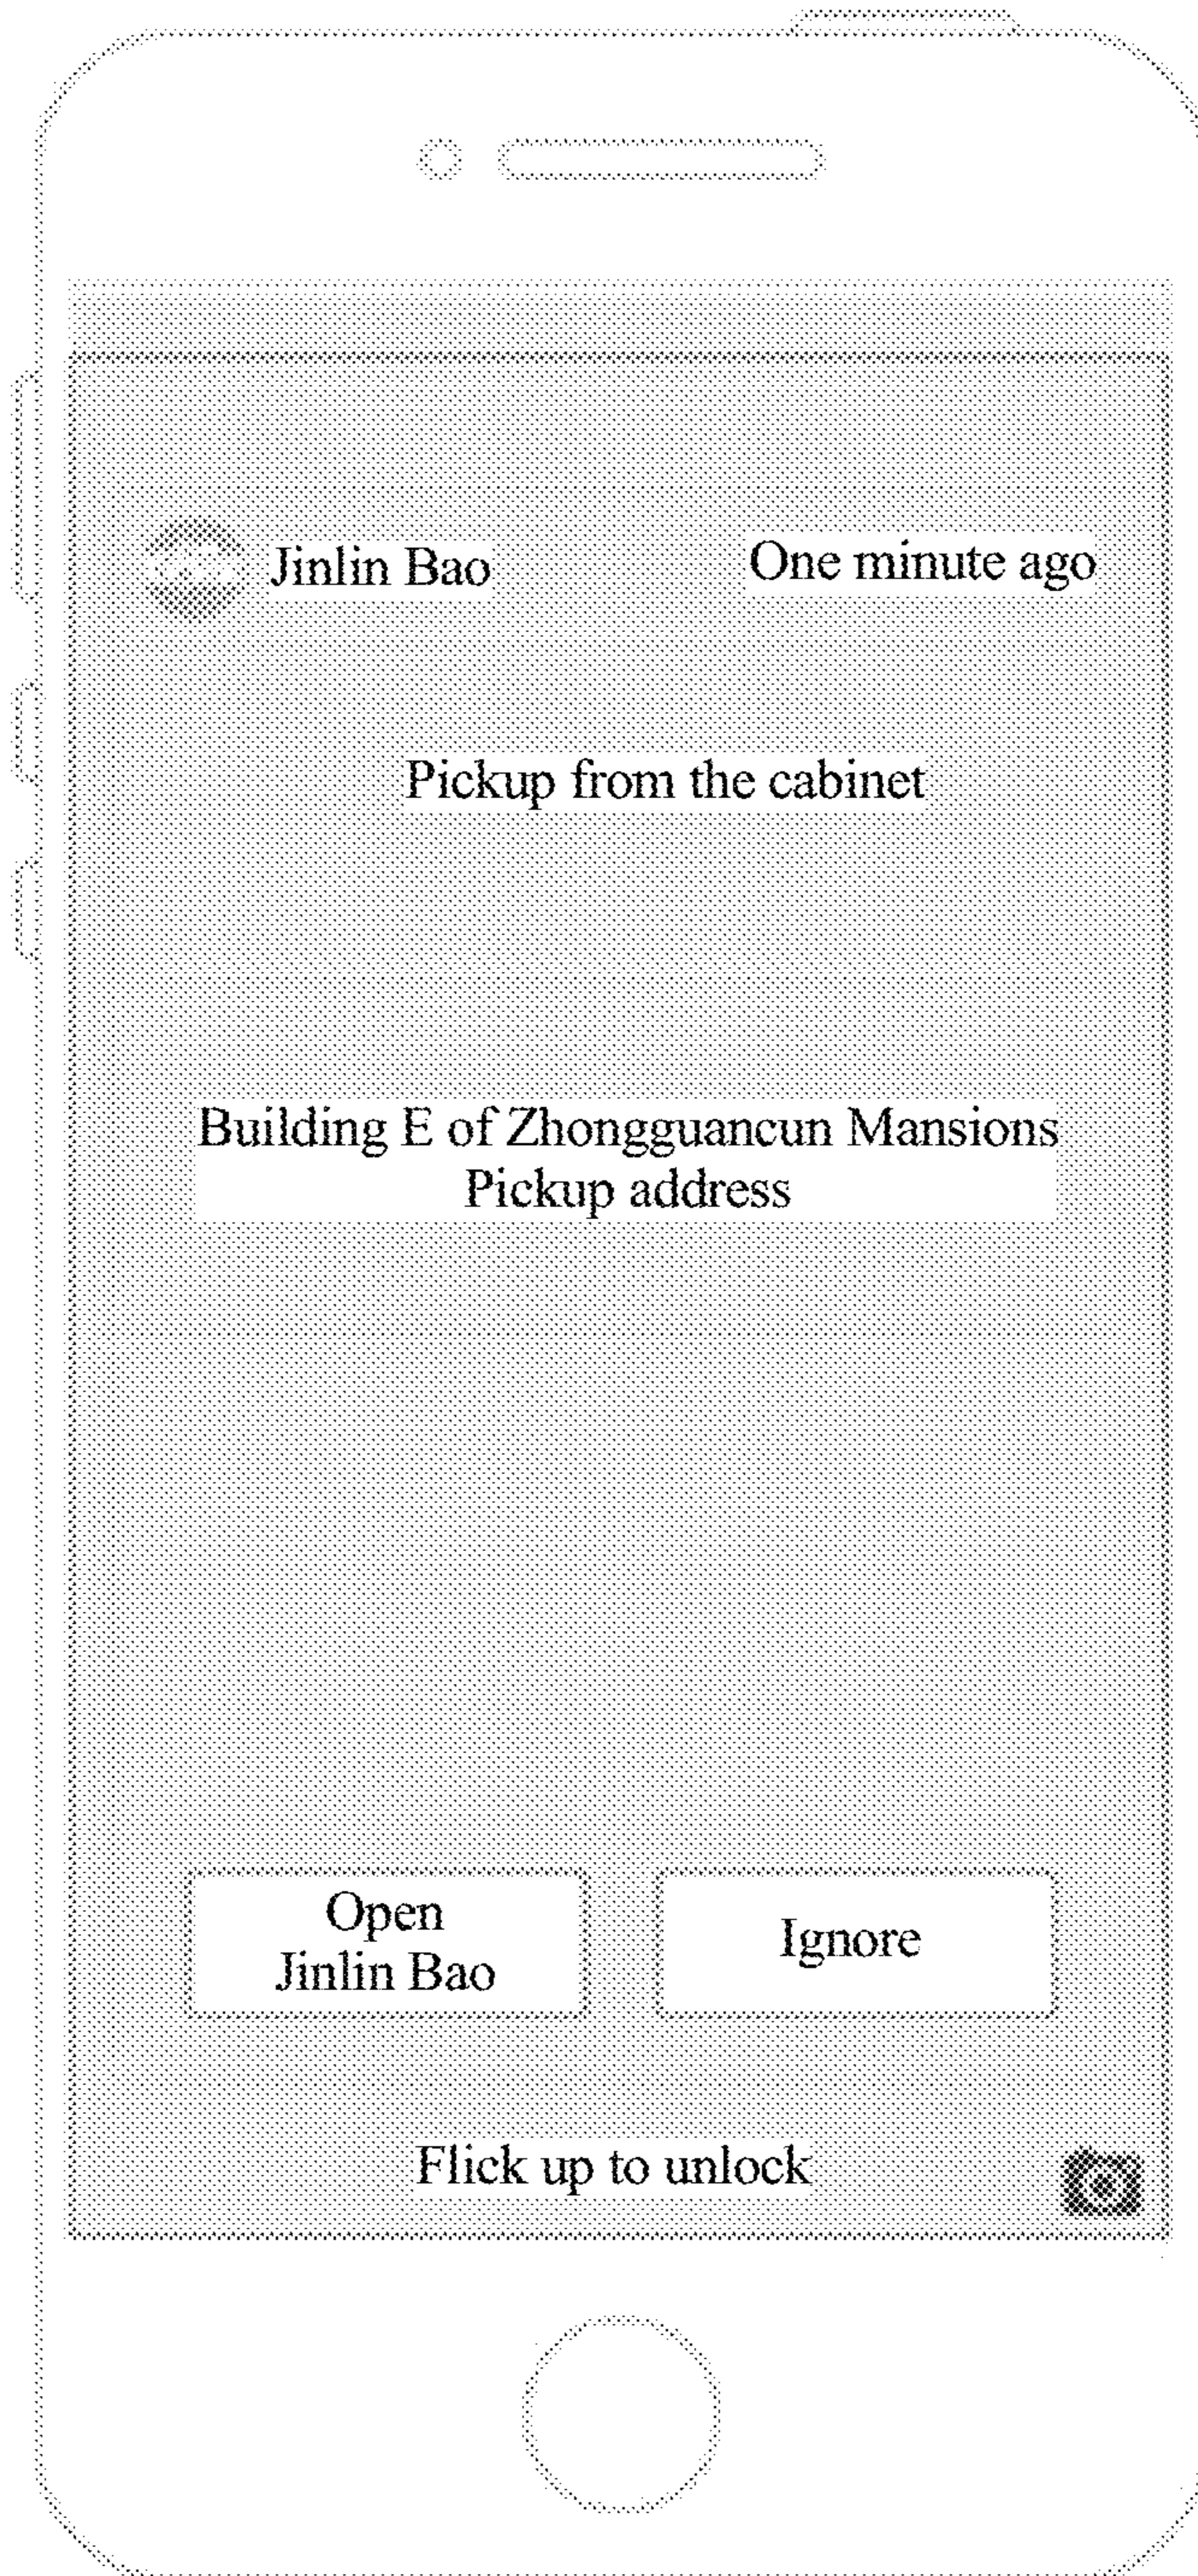 Jinlin Bao One minute ago
Pickup from the cabinet
Building E of Zhongguancun Mansions
Pickup address
Open
Jinlin Bao
Ignore
Flick up to unlock